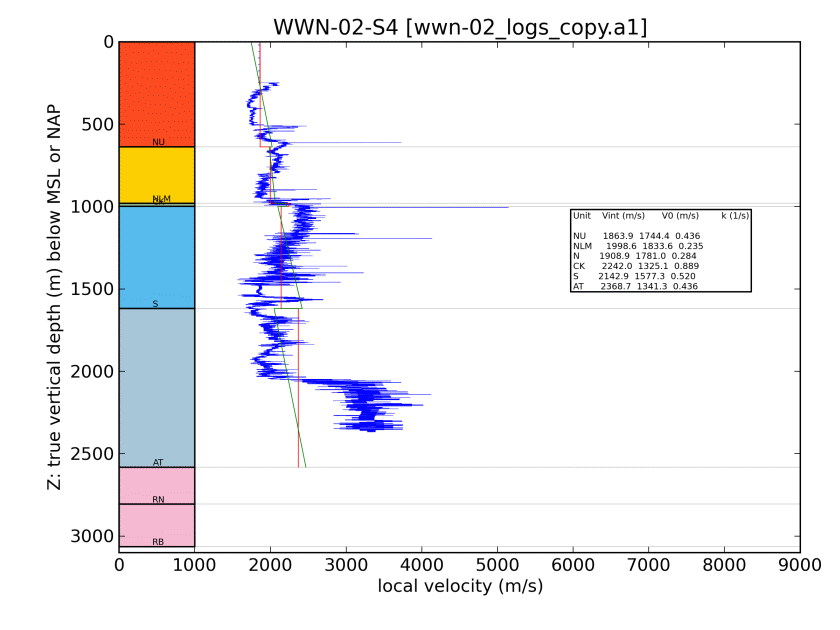 WWN-02-S4 [wwn-02_logs_copy.a1]
Z: true vertical depth (m) below MSL or NAP
0
500
1000
1500
2000
2500
3000
NU
NLM
CK
S
AT
RN
RB
Unit Vint (m/s) V0 (m/s) k (1/s)
NU 1863.9 1744.4 0.436
NLM 1998.6 1833.6 0.235
N 1908.9 1781.0 0.284
CK 2242.0 1325.1 0.889
S 2142.9 1577.3 0.520
AT 2368.7 1341.3 0.436
0 1000 2000 3000 4000 5000 6000 7000 8000 9000
local velocity (m/s)